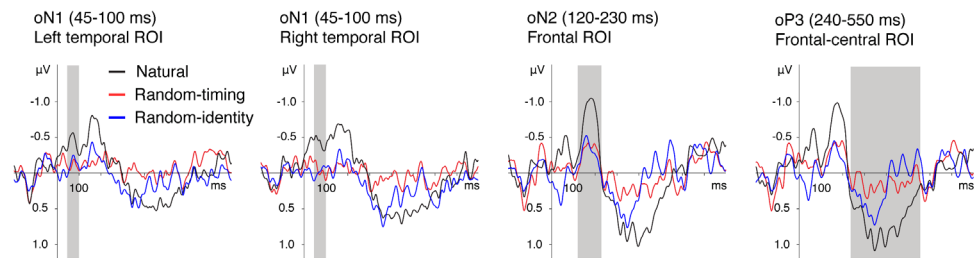 oN1 (45-100 ms)
Left temporal ROI
µV
-1.0
-0.5
0.5
1.0
100
ms
Natural
Random-timing
Random-identity
oN1 (45-100 ms)
Right temporal ROI
µV
-1.0
-0.5
0.5
1.0
100
ms
oN2 (120-230 ms)
Frontal ROI
µV
-1.0
-0.5
0.5
1.0
100
ms
oP3 (240-550 ms)
Frontal-central ROI
µV
-1.0
-0.5
0.5
1.0
100
ms